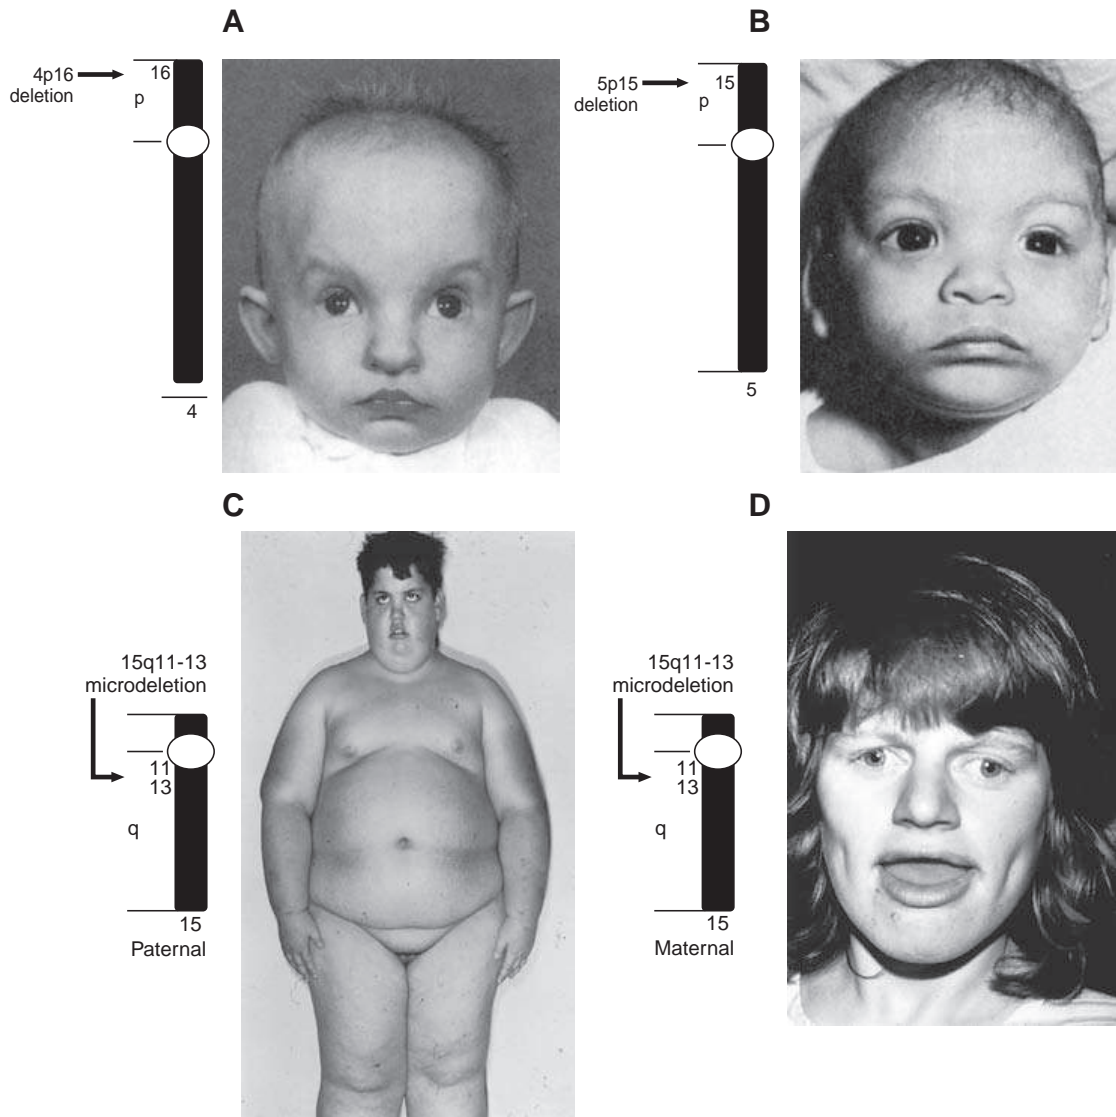 A
4p16
deletion
16
p
4
B
5p15
deletion
15
p
5
C
15q11-13
microdeletion
11
13
q
15
Paternal
D
15q11-13
microdeletion
11
13
q
15
Maternal